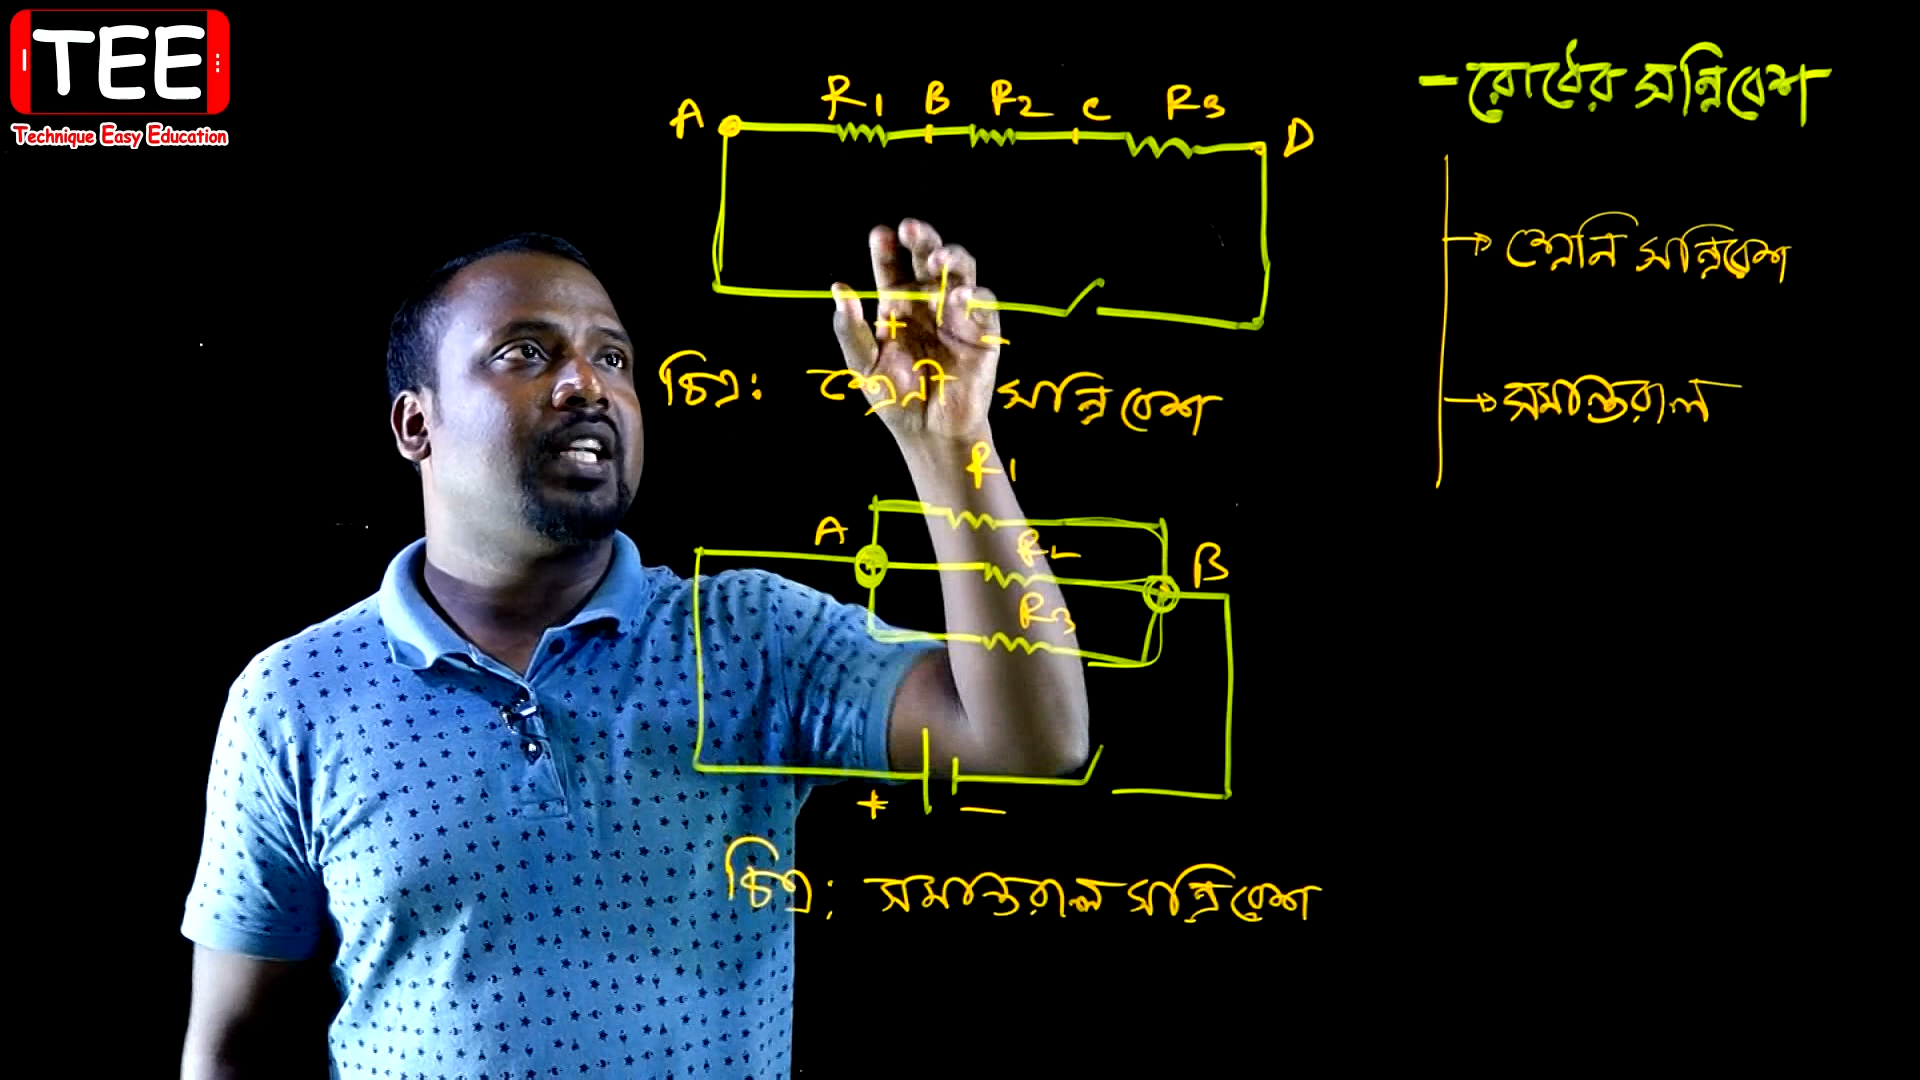 TEE
Technique Easy Education
- রোধের সন্নিবেশ
A R1 B R2 C R3 D
→ শ্রেনি সন্নিবেশ
+ -
চিত্র: শ্রেনী সন্নিবেশ
→ সমান্তরাল
R1
A R2 B
R3
+ -
চিত্র: সমান্তরাল সন্নিবেশ